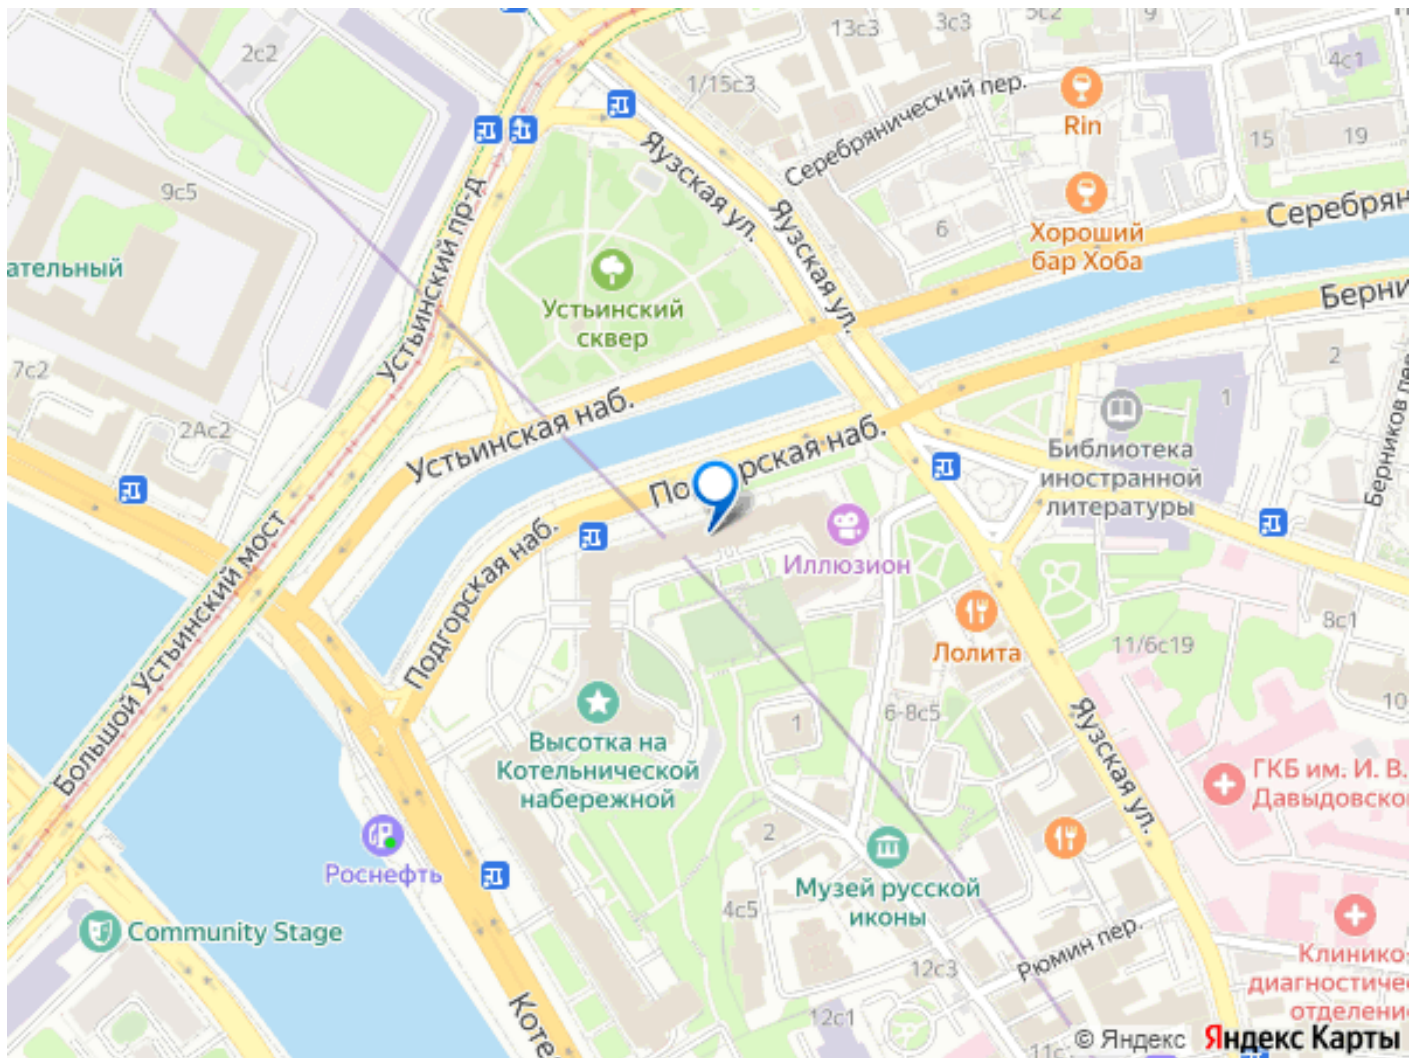 13с3
3с3
5с2
9
2с2
4с1
1/15с3
Серебрянический пер.
Rin
15
19
Яузская ул.
Яузская ул.
9с5
Устьинский пр-д
6
Хороший
бар Хоба
Серебрян
ательный
Устьинский
сквер
Берни
7с2
2
Берников пер
1
2Ас2
Устьинская наб.
Подгорская наб.
Библиотека
иностранной
литературы
Иллюзион
Большой Устьинский мост
Подгорская наб.
8с1
Лолита
11/6с19
10
6-8с5
1
Яузская ул.
Высотка на
Котельнической
набережной
ГКБ им. И. В.
Давыдовско
2
Роснефть
Музей русской
иконы
4с5
Community Stage
Рюмин пер.
12с3
Клинико-
диагностичес
отделение
12с1
Коте
11с
© Яндекс Яндекс Карты